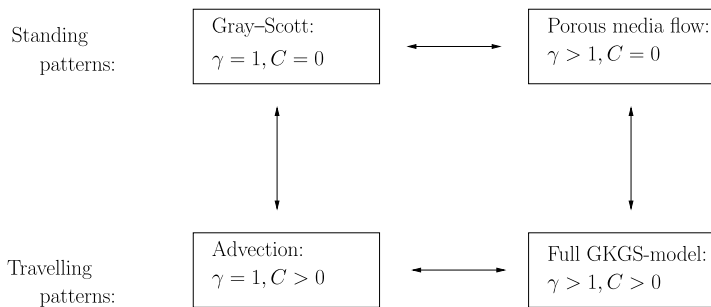 Standing
patterns:
Gray–Scott:
γ = 1, C = 0
Porous media flow:
γ > 1, C = 0
Travelling
patterns:
Advection:
γ = 1, C > 0
Full GKGS-model:
γ > 1, C > 0